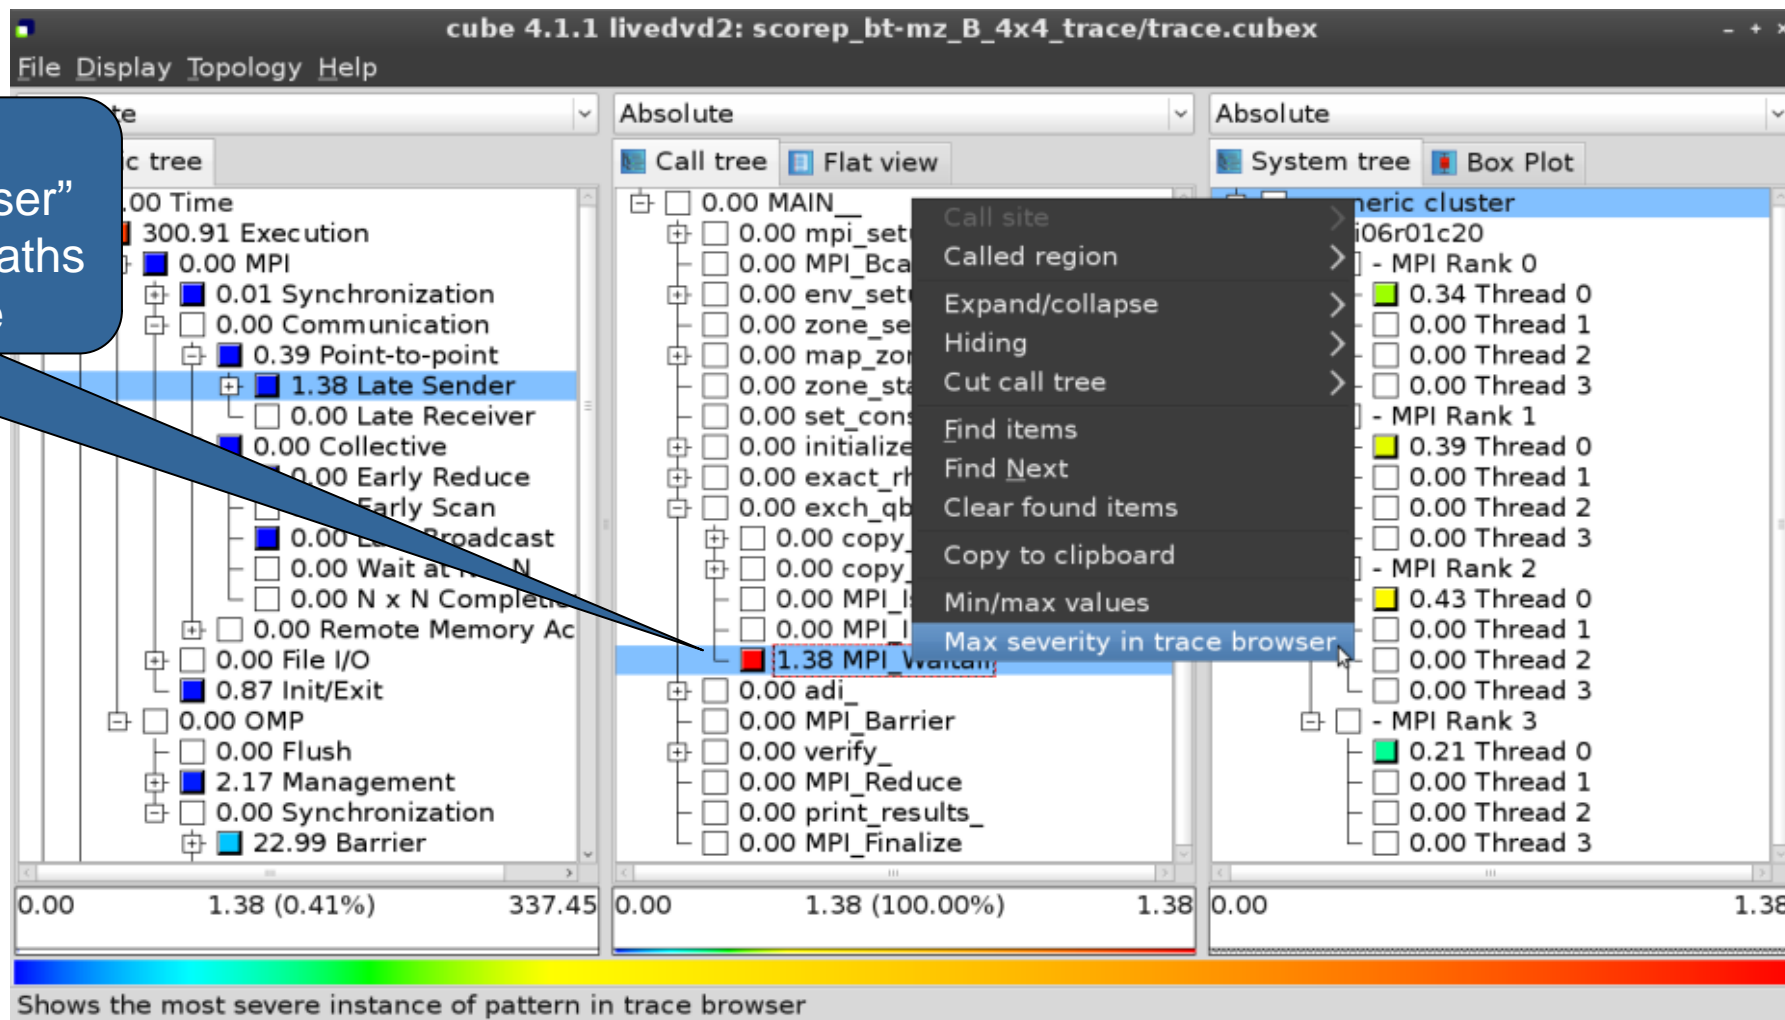 cube 4.1.1 livedvd2: scorep_bt-mz_B_4x4_trace/trace.cubex
File Display Topology Help
te
ser”
aths
e
ic tree
.00 Time
300.91 Execution
0.00 MPI
0.01 Synchronization
0.00 Communication
0.39 Point-to-point
1.38 Late Sender
0.00 Late Receiver
0.00 Collective
0.00 Early Reduce
Early Scan
0.00 Broadcast
0.00 Wait at N
0.00 N x N
0.00 Remote Memory Ac
0.00 File I/O
0.87 Init/Exit
0.00 OMP
0.00 Flush
2.17 Management
0.00 Synchronization
22.99 Barrier
0.00 1.38 (0.41%) 337.45
Absolute
Call tree Flat view
0.00 MAIN__
0.00 mpi_set
0.00 MPI_Bca
0.00 env_set
0.00 zone_se
0.00 map_zo
0.00 zone_sta
0.00 set_con
0.00 initialize
0.00 exact_r
0.00 exch_qb
0.00 copy_
0.00 copy_
0.00 MPI_I
0.00 MPI_I
1.38 MPI_Waitall
0.00 adi_
0.00 MPI_Barrier
0.00 verify_
0.00 MPI_Reduce
0.00 print_results_
0.00 MPI_Finalize
0.00 1.38 (100.00%) 1.38
Call site
Called region
Expand/collapse
Hiding
Cut call tree
Find items
Find Next
Clear found items
Copy to clipboard
Min/max values
Max severity in trace browser
Absolute
System tree Box Plot
neric cluster
i06r01c20
- MPI Rank 0
0.34 Thread 0
0.00 Thread 1
0.00 Thread 2
0.00 Thread 3
- MPI Rank 1
0.39 Thread 0
0.00 Thread 1
0.00 Thread 2
0.00 Thread 3
- MPI Rank 2
0.43 Thread 0
0.00 Thread 1
0.00 Thread 2
0.00 Thread 3
- MPI Rank 3
0.21 Thread 0
0.00 Thread 1
0.00 Thread 2
0.00 Thread 3
0.00 1.38
Shows the most severe instance of pattern in trace browser